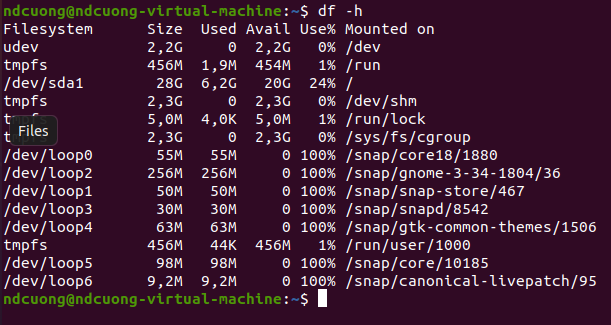 ndcuong@ndcuong-virtual-machine:~$ df -h
Filesystem      Size  Used Avail Use% Mounted on
udev            2,2G     0  2,2G   0% /dev
tmpfs           456M  1,9M  454M   1% /run
/dev/sda1        28G  6,2G   20G  24% /
tmpfs           2,3G     0  2,3G   0% /dev/shm
5,0M  4,0K  5,0M   1% /run/lock
Files
2,3G     0  2,3G   0% /sys/fs/cgroup
/dev/loop0       55M   55M     0 100% /snap/core18/1880
/dev/loop2      256M  256M     0 100% /snap/gnome-3-34-1804/36
/dev/loop1       50M   50M     0 100% /snap/snap-store/467
/dev/loop3       30M   30M     0 100% /snap/snapd/8542
/dev/loop4       63M   63M     0 100% /snap/gtk-common-themes/1506
tmpfs           456M   44K  456M   1% /run/user/1000
/dev/loop5       98M   98M     0 100% /snap/core/10185
/dev/loop6      9,2M  9,2M     0 100% /snap/canonical-livepatch/95
ndcuong@ndcuong-virtual-machine:~$